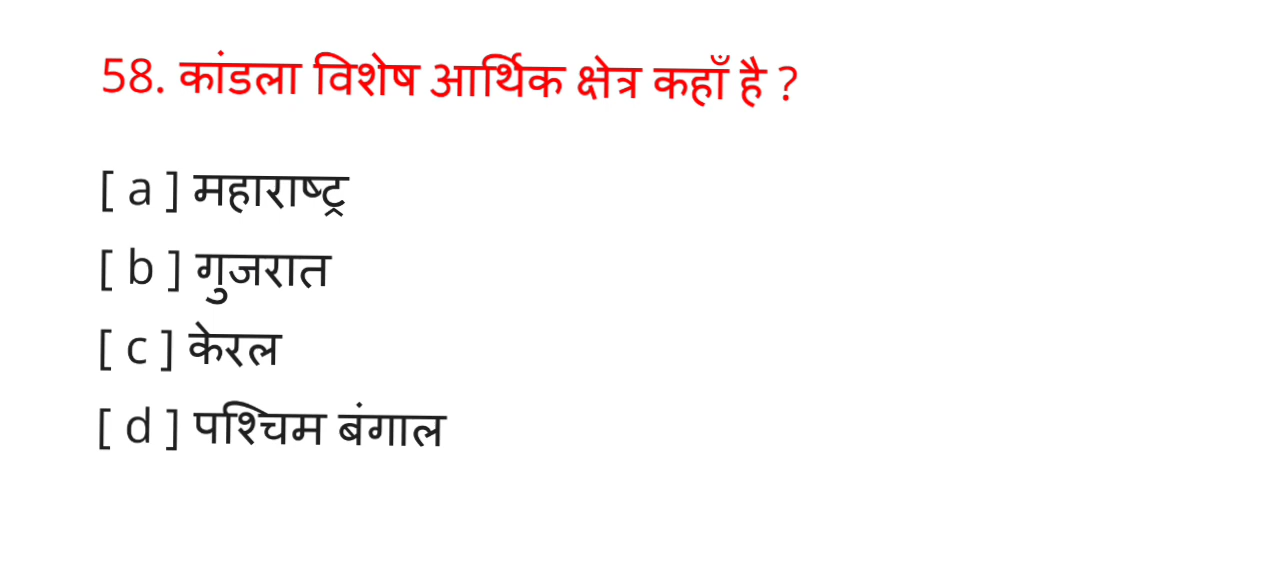 58. कांडला विशेष आर्थिक क्षेत्र कहाँ है ?
[ a ] महाराष्ट्र
[ b ] गुजरात
[ c ] केरल
[ d ] पश्चिम बंगाल